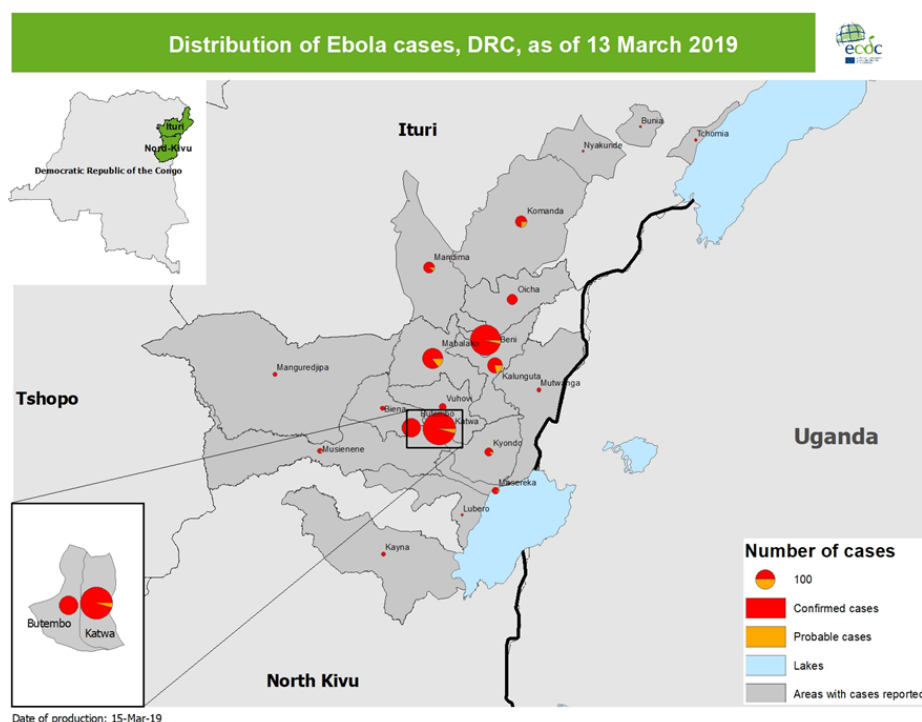 Distribution of Ebola cases, DRC, as of 13 March 2019
ecdc
Ituri
Nord-Kivu
Democratic Republic of the Congo
Ituri
Bunia
Tchomia
Nyakunde
Komanda
Mandima
Oicha
Beni
Mabalako
Kalunguta
Mutwanga
Manguredjipa
Tshopo
Vuhovi
Biena
Butembo
Katwa
Uganda
Musienene
Kyondo
Masereka
Lubero
Kayna
Butembo
Katwa
North Kivu
Number of cases
100
Confirmed cases
Probable cases
Lakes
Areas with cases reported
Date of production: 15-Mar-19